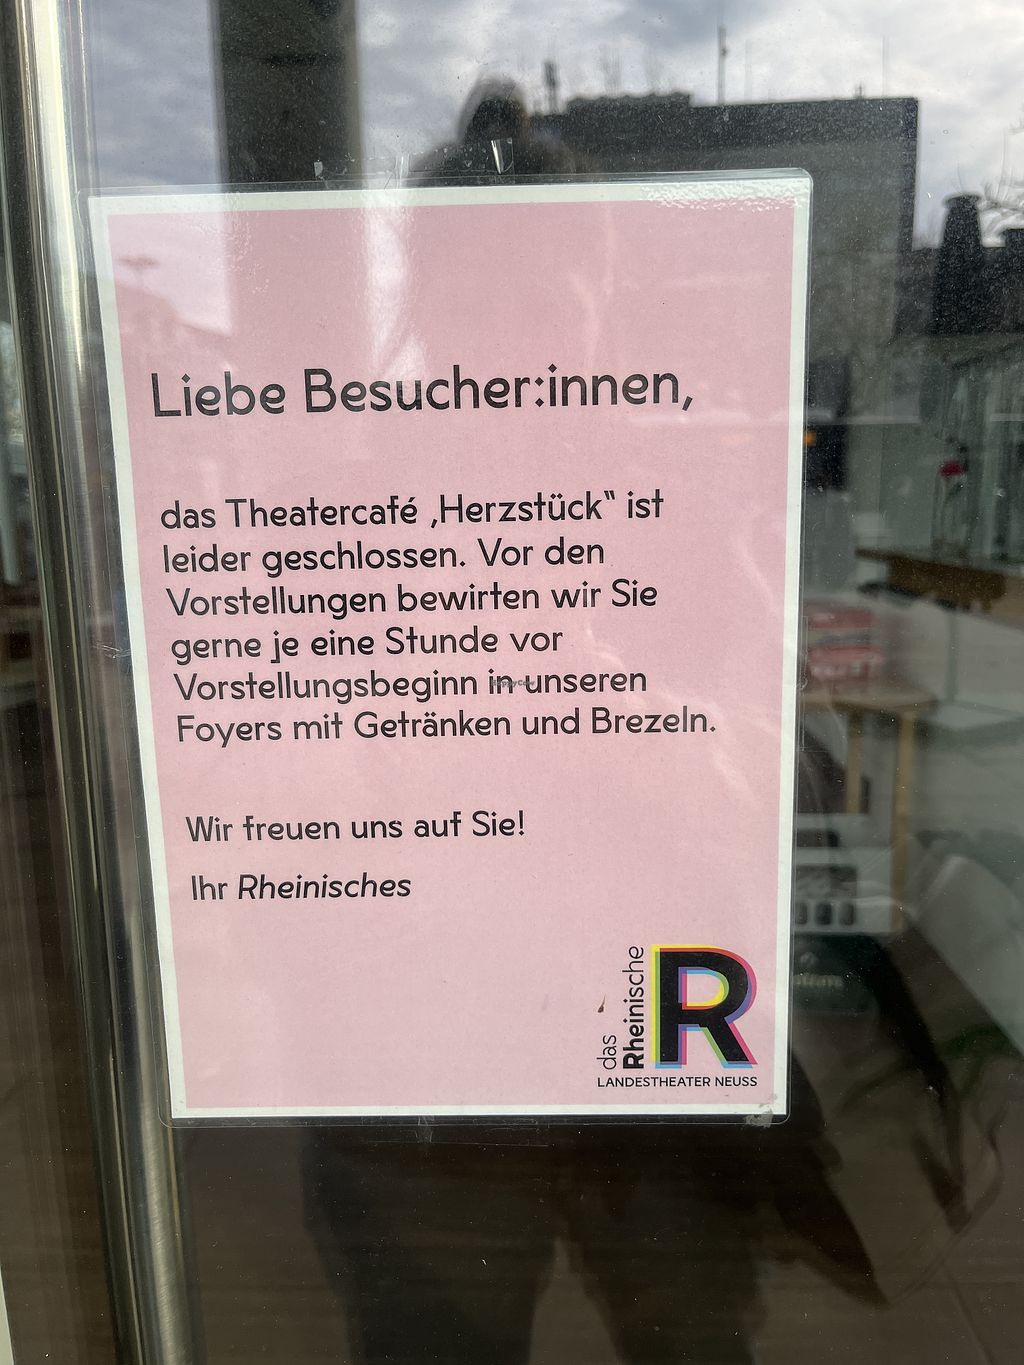 Liebe Besucher:innen,
das Theatercafé ‚Herzstück“ ist
leider geschlossen. Vor den
Vorstellungen bewirten wir Sie
gerne je eine Stunde vor
Vorstellungsbeginn in unseren
Foyers mit Getränken und Brezeln.
Wir freuen uns auf Sie!
Ihr Rheinisches
das
Rheinische
R
LANDESTHEATER NEUSS